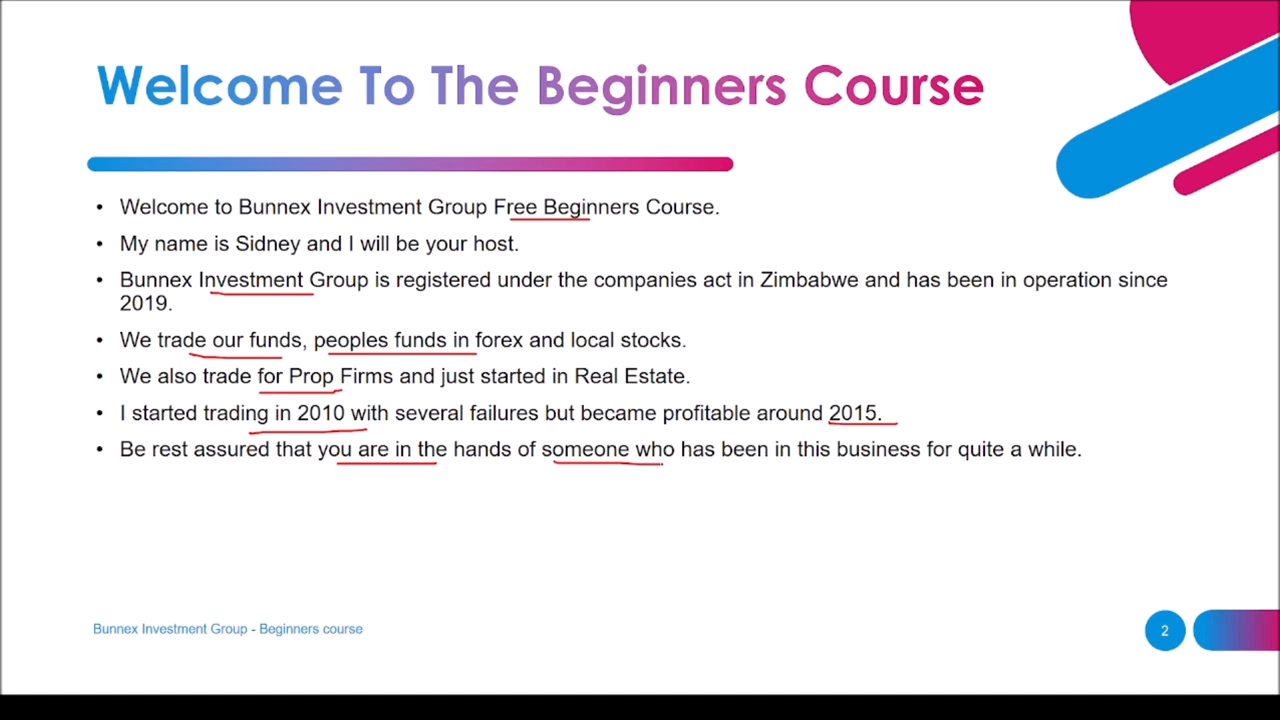 Welcome To The Beginners Course
• Welcome to Bunnex Investment Group Free Beginners Course.
• My name is Sidney and I will be your host.
• Bunnex Investment Group is registered under the companies act in Zimbabwe and has been in operation since
2019.
• We trade our funds, peoples funds in forex and local stocks.
• We also trade for Prop Firms and just started in Real Estate.
• I started trading in 2010 with several failures but became profitable around 2015.
• Be rest assured that you are in the hands of someone who has been in this business for quite a while.
Bunnex Investment Group - Beginners course
2